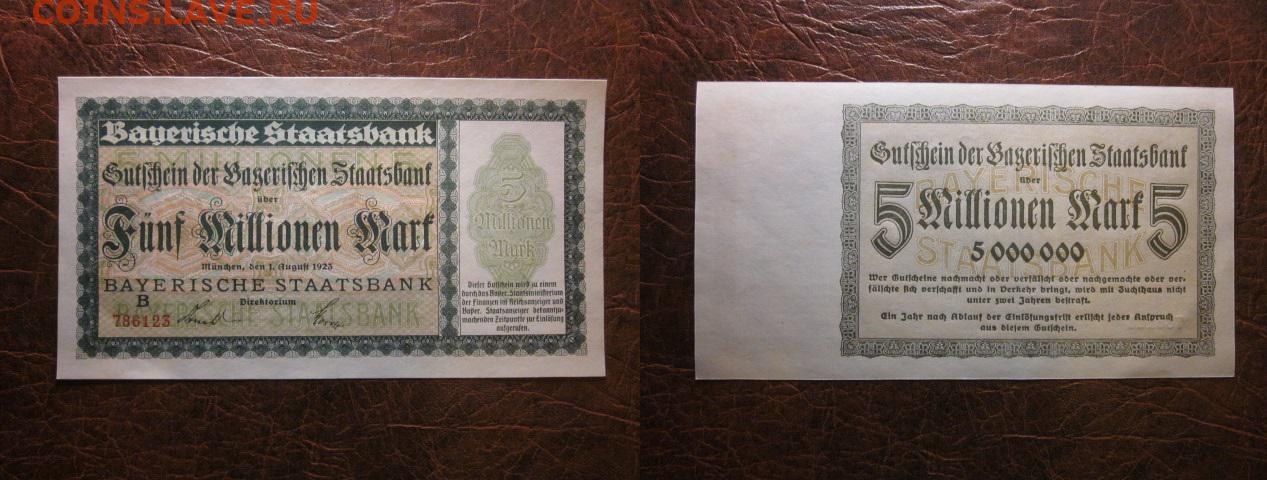 COINS.LAVE.RU
Bayerische Staatsbank
5 MILLIONEN 5
Gutschein der Bayerischen Staatsbank
über
Fünf Millionen Mark
München, den 1. August 1923
BAYERISCHE STAATSBANK
B
Direktorium
786123
BAYERISCHE STAATSBANK
5
Millionen
Mark
Dieser Gutschein wird zu einem
durch das Bayer. Staatsministerium
der Finanzen im Reichsanzeiger und
Bayer. Staatsanzeiger bekanntzu-
machenden Zeitpunkte zur Einlösung
aufgerufen.
Gutschein der Bayerischen Staatsbank
über
BAYERISCHE
5 Millionen Mark 5
STAATSBANK
5000000
Wer Gutscheine nachmacht oder verfälscht oder nachgemachte oder ver-
fälschte sich verschafft und in Verkehr bringt, wird mit Zuchthaus nicht
unter zwei Jahren bestraft.
Ein Jahr nach Ablauf der Einlösungsfrist erlischt jeder Anspruch
aus diesem Gutschein.